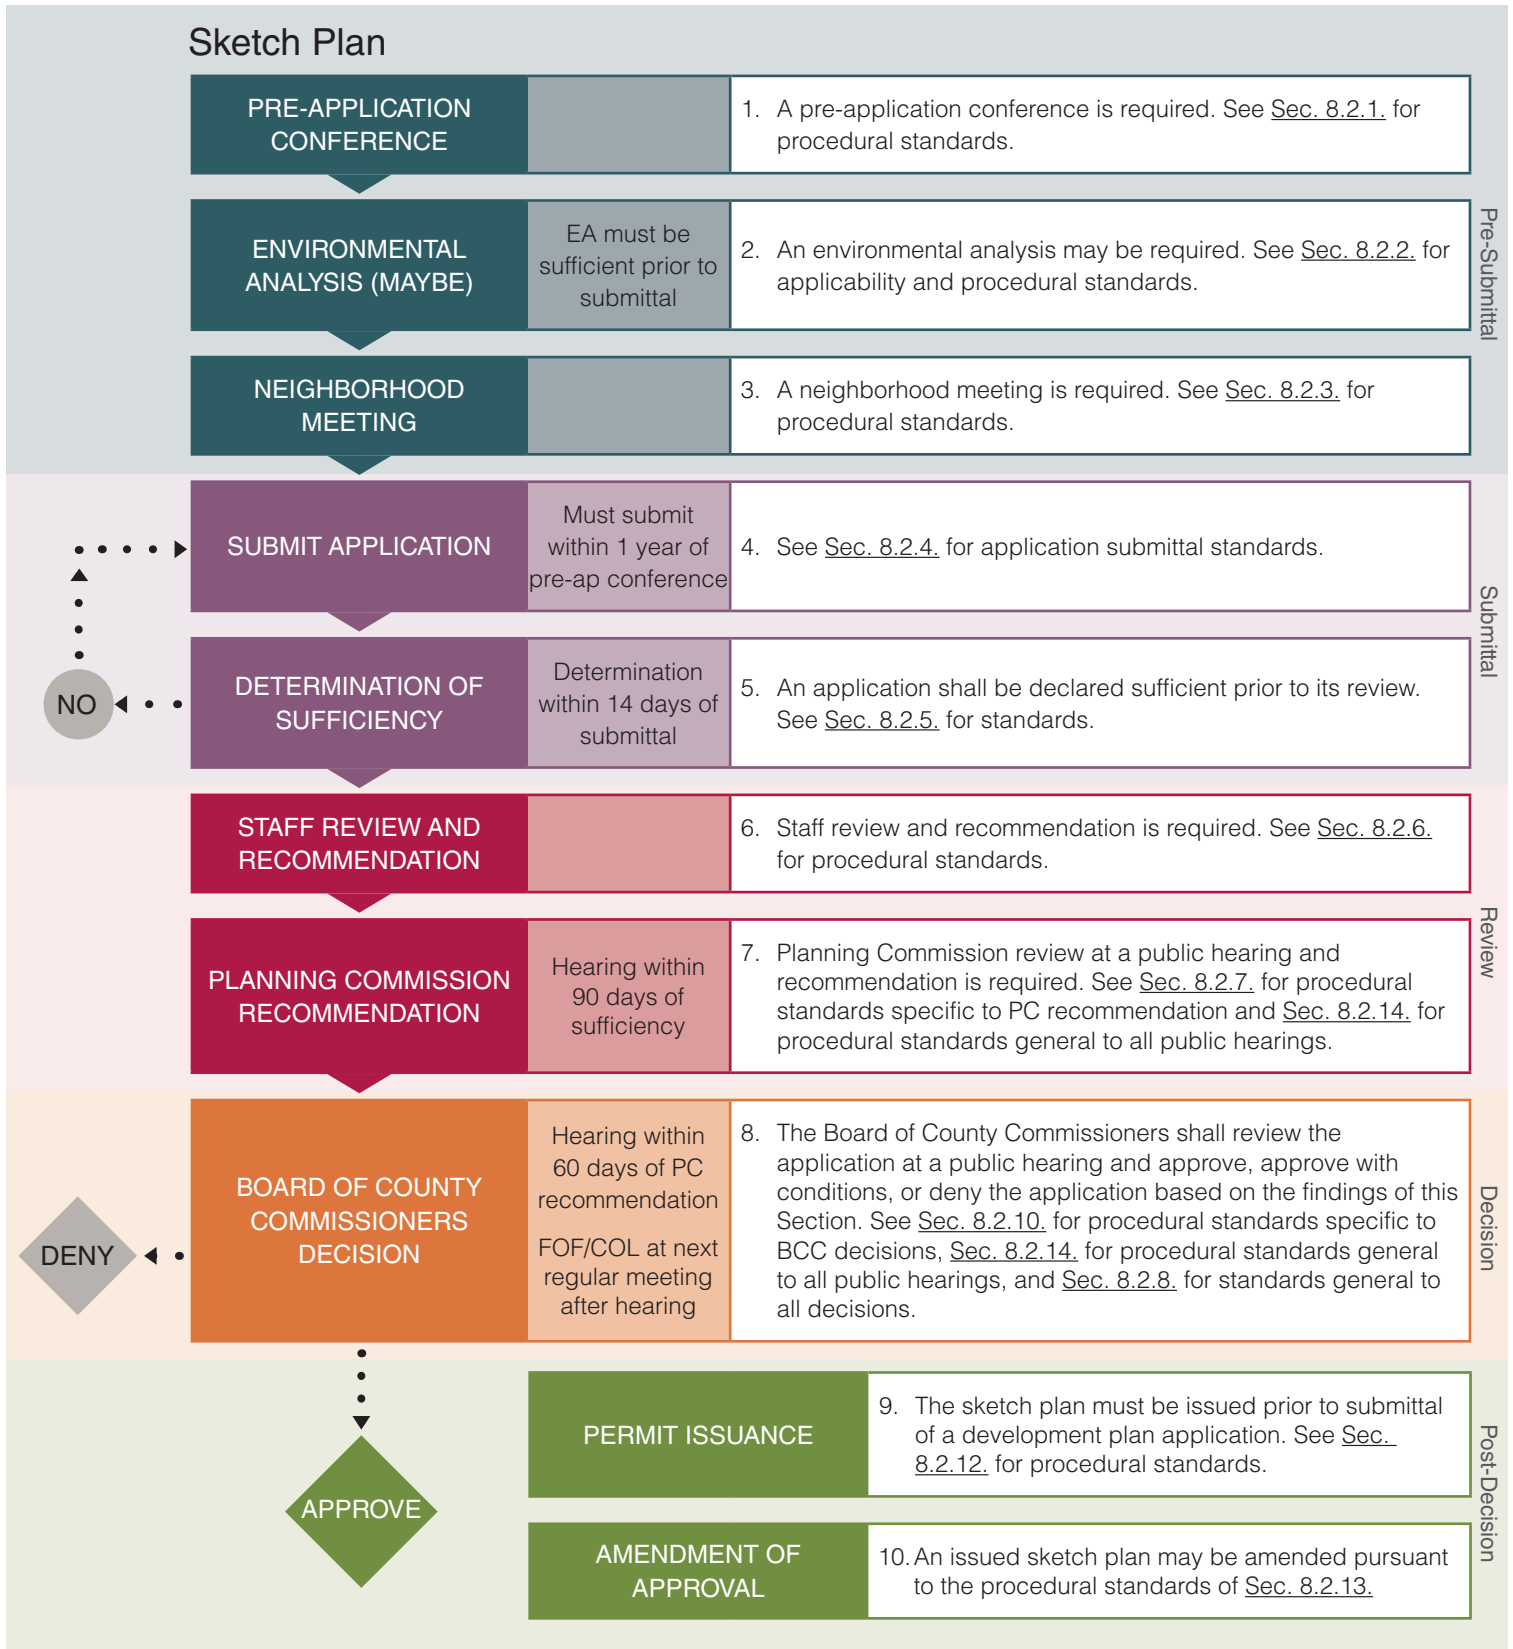 Sketch Plan
PRE-APPLICATION
CONFERENCE
1. A pre-application conference is required. See Sec. 8.2.1. for
procedural standards.
ENVIRONMENTAL
ANALYSIS (MAYBE)
EA must be
sufficient prior to
submittal
2. An environmental analysis may be required. See Sec. 8.2.2. for
applicability and procedural standards.
NEIGHBORHOOD
MEETING
3. A neighborhood meeting is required. See Sec. 8.2.3. for
procedural standards.
Pre-Submittal
SUBMIT APPLICATION
Must submit
within 1 year of
pre-ap conference
4. See Sec. 8.2.4. for application submittal standards.
NO
DETERMINATION OF
SUFFICIENCY
Determination
within 14 days of
submittal
5. An application shall be declared sufficient prior to its review.
See Sec. 8.2.5. for standards.
Submittal
STAFF REVIEW AND
RECOMMENDATION
6. Staff review and recommendation is required. See Sec. 8.2.6.
for procedural standards.
PLANNING COMMISSION
RECOMMENDATION
Hearing within
90 days of
sufficiency
7. Planning Commission review at a public hearing and
recommendation is required. See Sec. 8.2.7. for procedural
standards specific to PC recommendation and Sec. 8.2.14. for
procedural standards general to all public hearings.
Review
DENY
BOARD OF COUNTY
COMMISSIONERS
DECISION
Hearing within
60 days of PC
recommendation
FOF/COL at next
regular meeting
after hearing
8. The Board of County Commissioners shall review the
application at a public hearing and approve, approve with
conditions, or deny the application based on the findings of this
Section. See Sec. 8.2.10. for procedural standards specific to
BCC decisions, Sec. 8.2.14. for procedural standards general
to all public hearings, and Sec. 8.2.8. for standards general to
all decisions.
Decision
APPROVE
PERMIT ISSUANCE
9. The sketch plan must be issued prior to submittal
of a development plan application. See Sec.
8.2.12. for procedural standards.
AMENDMENT OF
APPROVAL
10. An issued sketch plan may be amended pursuant
to the procedural standards of Sec. 8.2.13.
Post-Decision